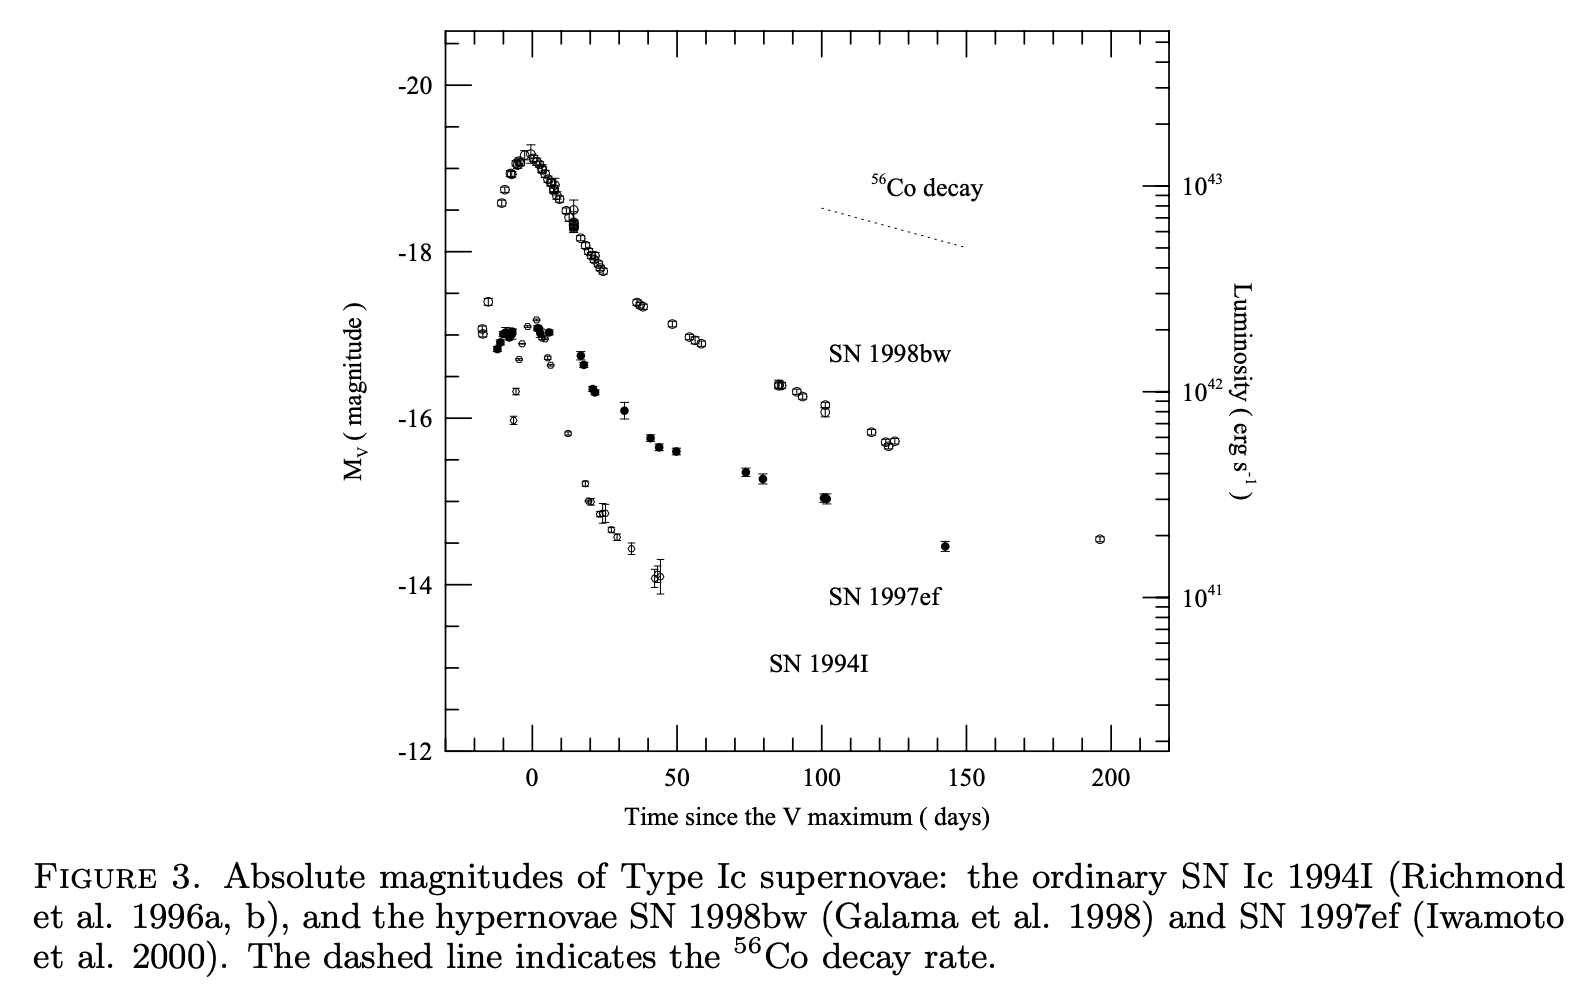 -20
-18
-16
-14
-12
M_V ( magnitude )
⁵⁶Co decay
SN 1998bw
SN 1997ef
SN 1994I
10⁴³
10⁴²
10⁴¹
Luminosity ( erg s⁻¹ )
0 50 100 150 200
Time since the V maximum ( days)
FIGURE 3. Absolute magnitudes of Type Ic supernovae: the ordinary SN Ic 1994I (Richmond
et al. 1996a, b), and the hypernovae SN 1998bw (Galama et al. 1998) and SN 1997ef (Iwamoto
et al. 2000). The dashed line indicates the ⁵⁶Co decay rate.